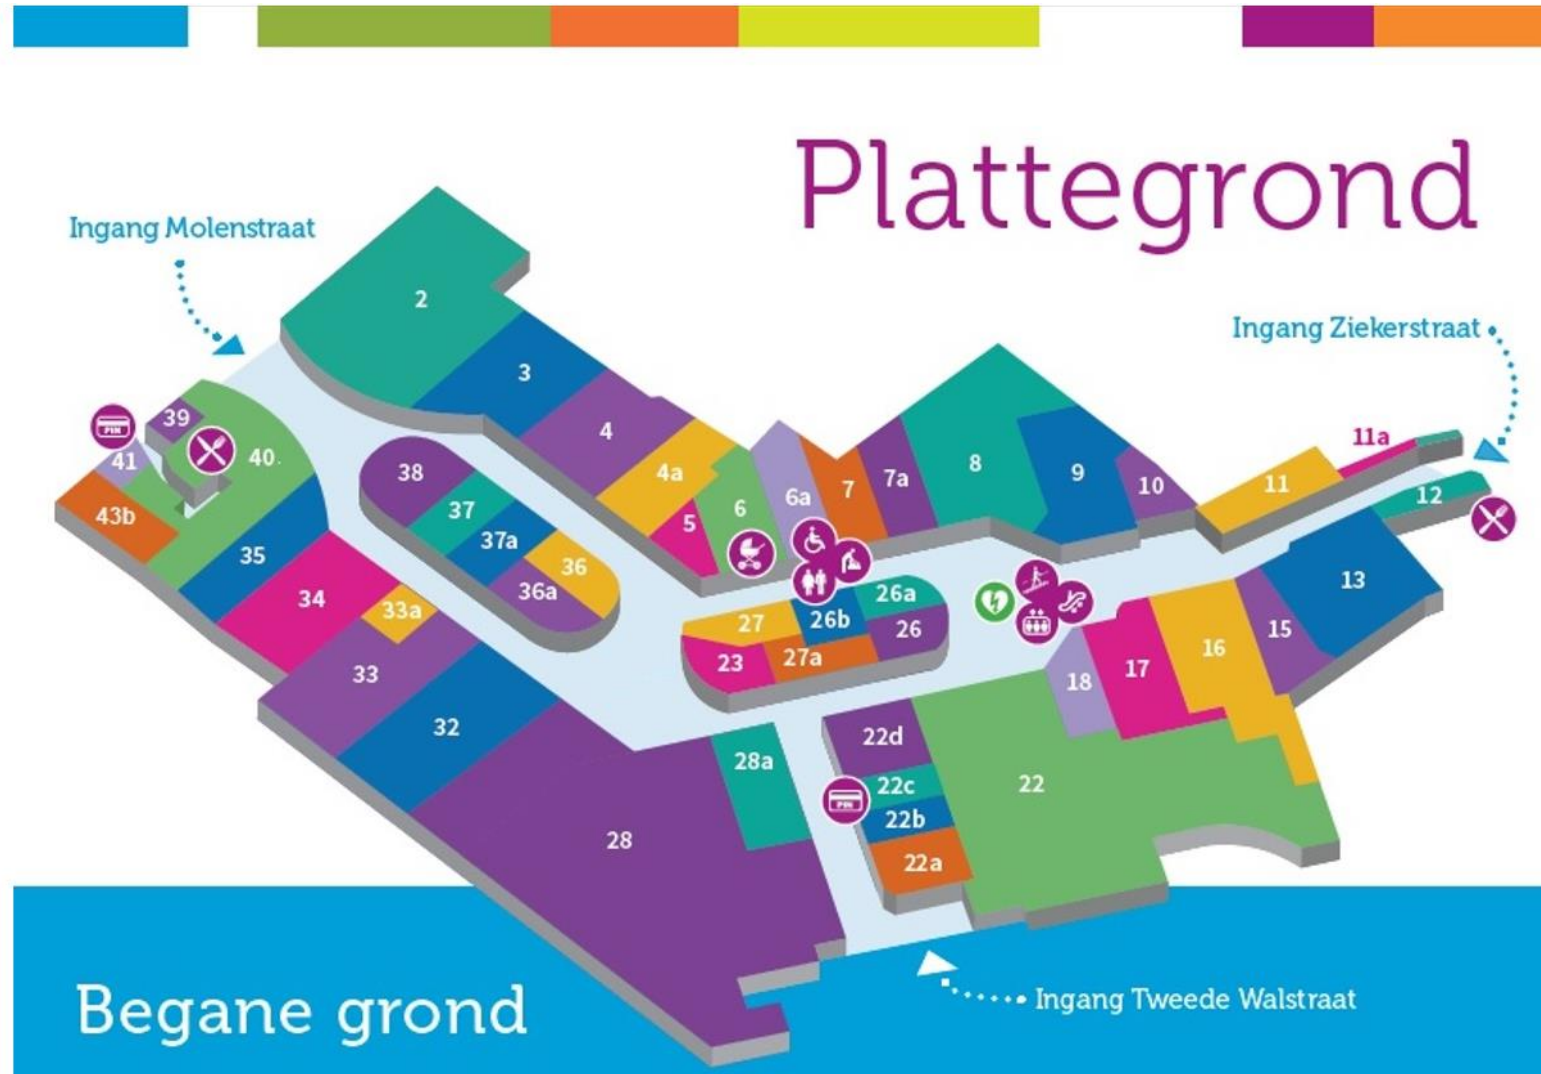 Plattegrond
Ingang Molenstraat
Ingang Ziekerstraat
2
3
4
4a
5
6
6a
7
7a
8
9
10
11
11a
12
13
15
16
17
18
22
22a
22b
22c
22d
23
26
26a
26b
27
27a
28
28a
32
33
33a
34
35
36
36a
37
37a
38
39
40.
41
43b
PIN
PIN
Begane grond
Ingang Tweede Walstraat